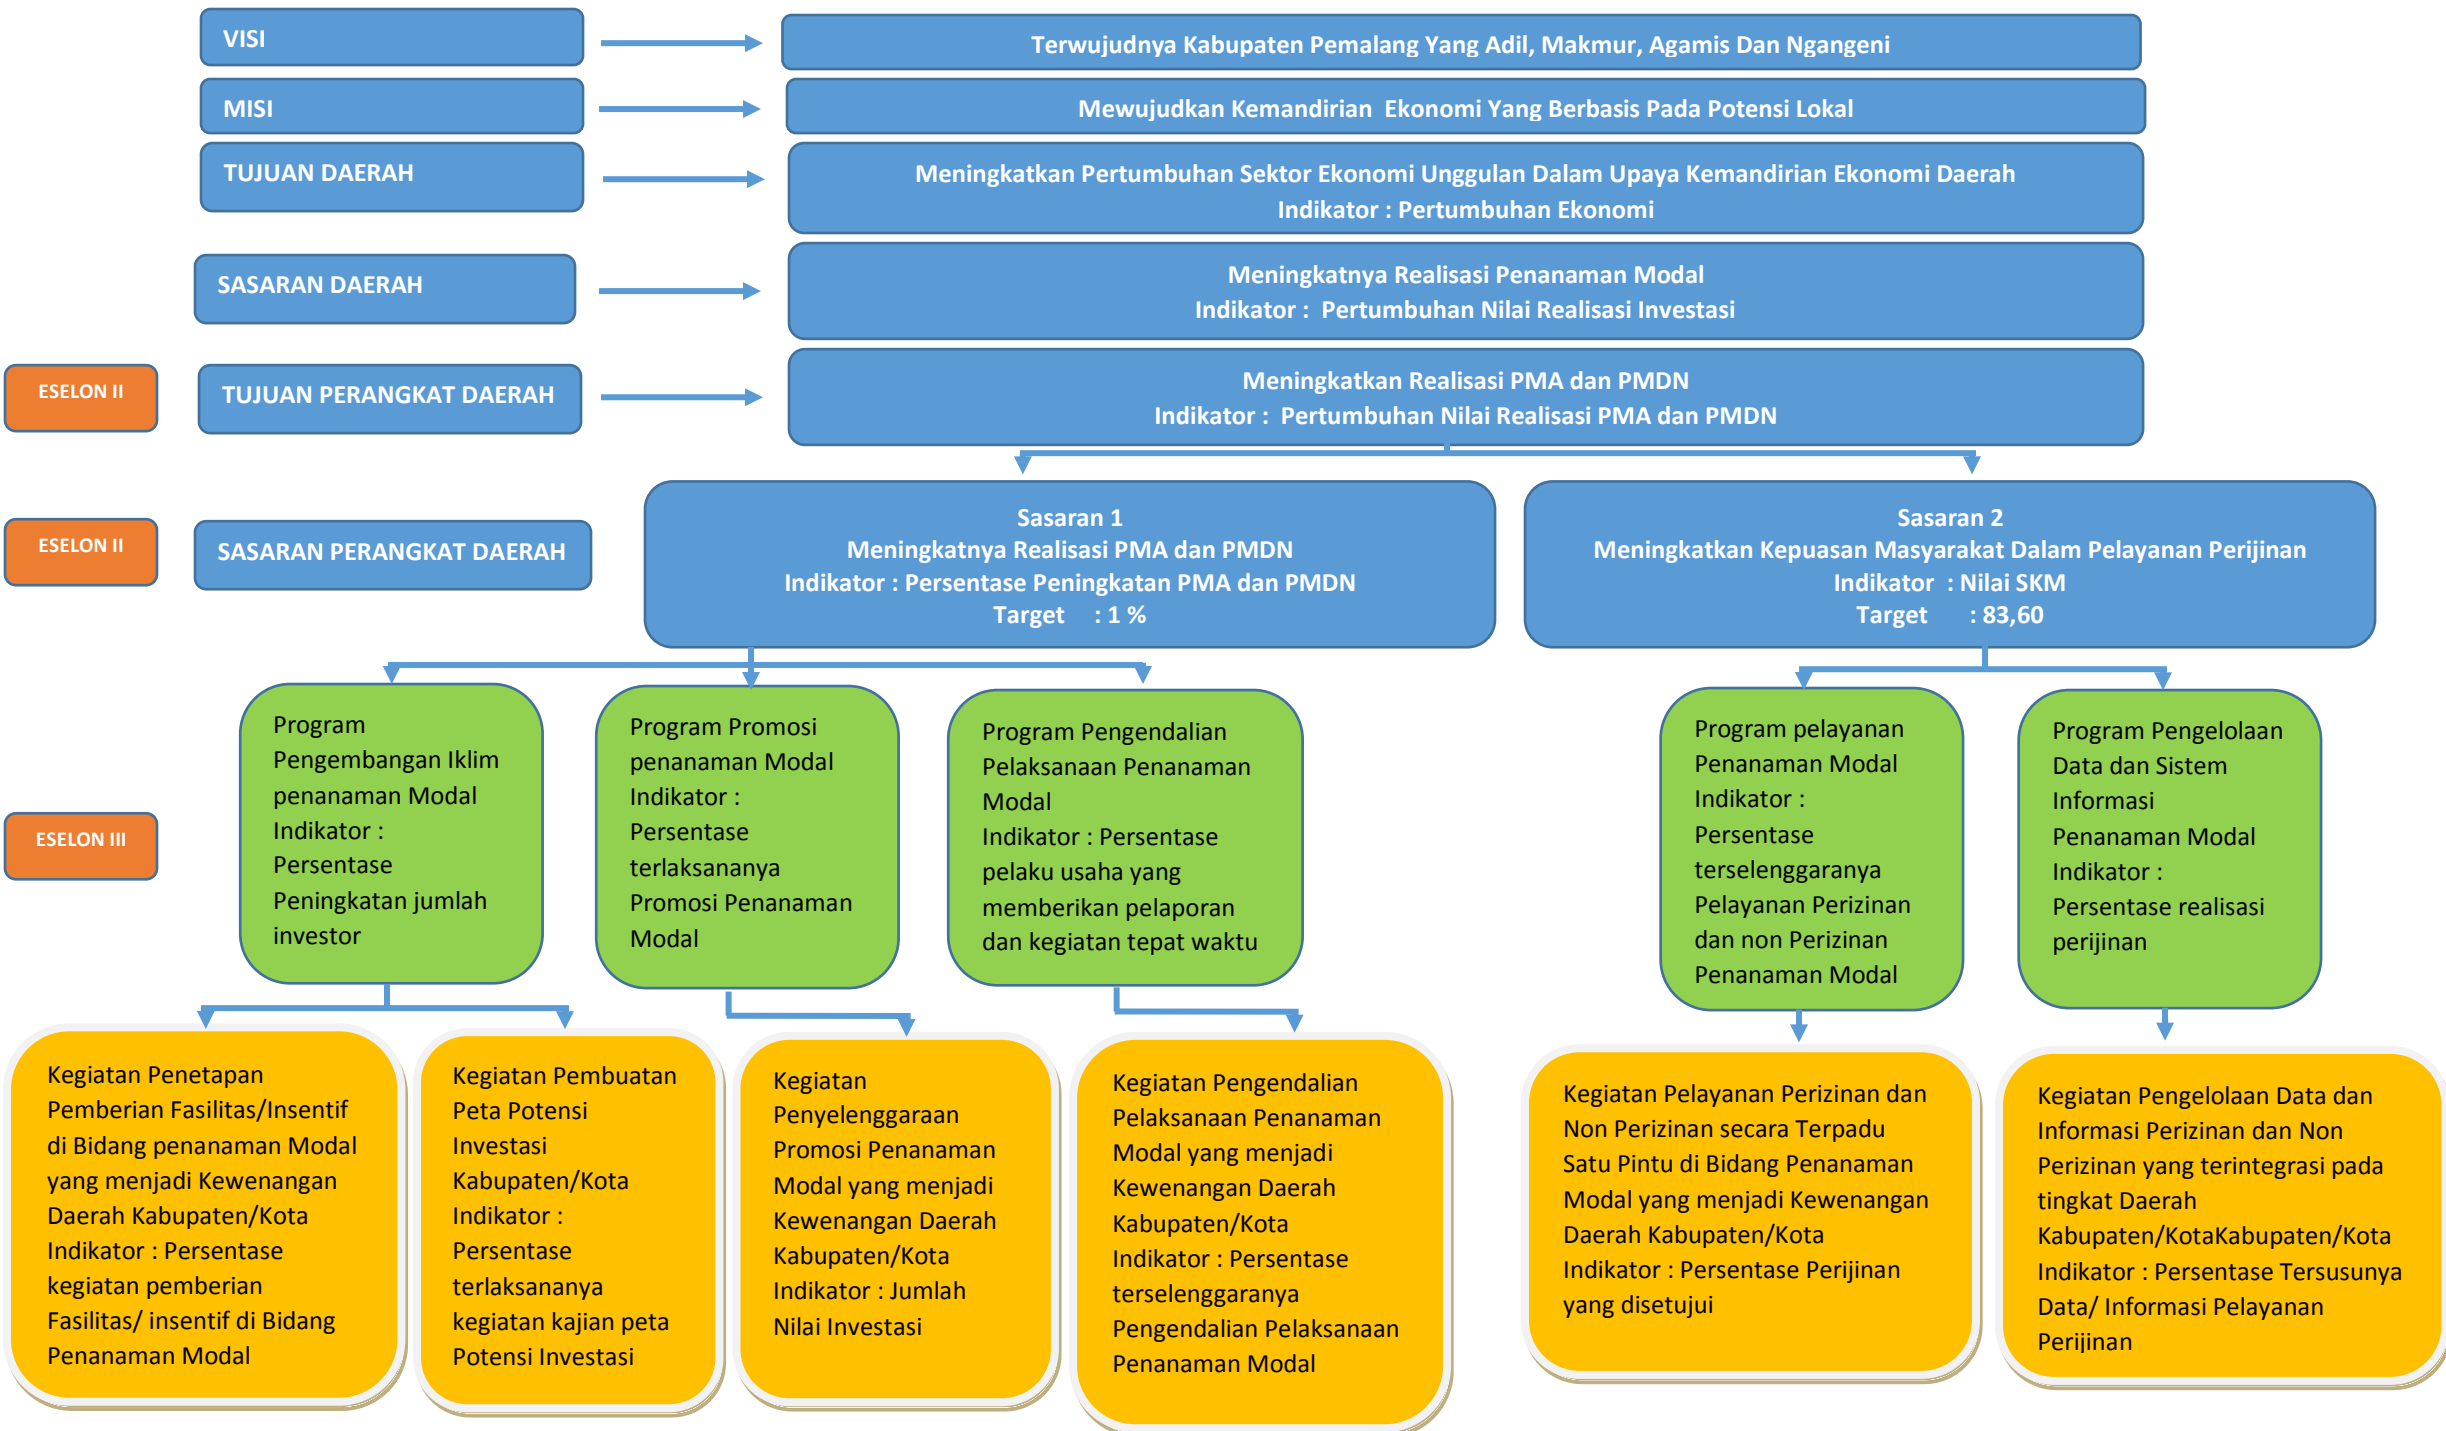 VISI
Terwujudnya Kabupaten Pemalang Yang Adil, Makmur, Agamis Dan Ngangeni
MISI
Mewujudkan Kemandirian Ekonomi Yang Berbasis Pada Potensi Lokal
TUJUAN DAERAH
Meningkatkan Pertumbuhan Sektor Ekonomi Unggulan Dalam Upaya Kemandirian Ekonomi Daerah
Indikator : Pertumbuhan Ekonomi
SASARAN DAERAH
Meningkatnya Realisasi Penanaman Modal
Indikator : Pertumbuhan Nilai Realisasi Investasi
ESELON II
TUJUAN PERANGKAT DAERAH
Meningkatkan Realisasi PMA dan PMDN
Indikator : Pertumbuhan Nilai Realisasi PMA dan PMDN
ESELON II
SASARAN PERANGKAT DAERAH
Sasaran 1
Meningkatnya Realisasi PMA dan PMDN
Indikator : Persentase Peningkatan PMA dan PMDN
Target : 1 %
Sasaran 2
Meningkatkan Kepuasan Masyarakat Dalam Pelayanan Perijinan
Indikator : Nilai SKM
Target : 83,60
ESELON III
Program
Pengembangan Iklim
penanaman Modal
Indikator :
Persentase
Peningkatan jumlah
investor
Program Promosi
penanaman Modal
Indikator :
Persentase
terlaksananya
Promosi Penanaman
Modal
Program Pengendalian
Pelaksanaan Penanaman
Modal
Indikator : Persentase
pelaku usaha yang
memberikan pelaporan
dan kegiatan tepat waktu
Program pelayanan
Penanaman Modal
Indikator :
Persentase
terselenggaranya
Pelayanan Perizinan
dan non Perizinan
Penanaman Modal
Program Pengelolaan
Data dan Sistem
Informasi
Penanaman Modal
Indikator :
Persentase realisasi
perijinan
Kegiatan Penetapan
Pemberian Fasilitas/Insentif
di Bidang penanaman Modal
yang menjadi Kewenangan
Daerah Kabupaten/Kota
Indikator : Persentase
kegiatan pemberian
Fasilitas/ insentif di Bidang
Penanaman Modal
Kegiatan Pembuatan
Peta Potensi
Investasi
Kabupaten/Kota
Indikator :
Persentase
terlaksananya
kegiatan kajian peta
Potensi Investasi
Kegiatan
Penyelenggaraan
Promosi Penanaman
Modal yang menjadi
Kewenangan Daerah
Kabupaten/Kota
Indikator : Jumlah
Nilai Investasi
Kegiatan Pengendalian
Pelaksanaan Penanaman
Modal yang menjadi
Kewenangan Daerah
Kabupaten/Kota
Indikator : Persentase
terselenggaranya
Pengendalian Pelaksanaan
Penanaman Modal
Kegiatan Pelayanan Perizinan dan
Non Perizinan secara Terpadu
Satu Pintu di Bidang Penanaman
Modal yang menjadi Kewenangan
Daerah Kabupaten/Kota
Indikator : Persentase Perijinan
yang disetujui
Kegiatan Pengelolaan Data dan
Informasi Perizinan dan Non
Perizinan yang terintegrasi pada
tingkat Daerah
Kabupaten/KotaKabupaten/Kota
Indikator : Persentase Tersusunya
Data/ Informasi Pelayanan
Perijinan